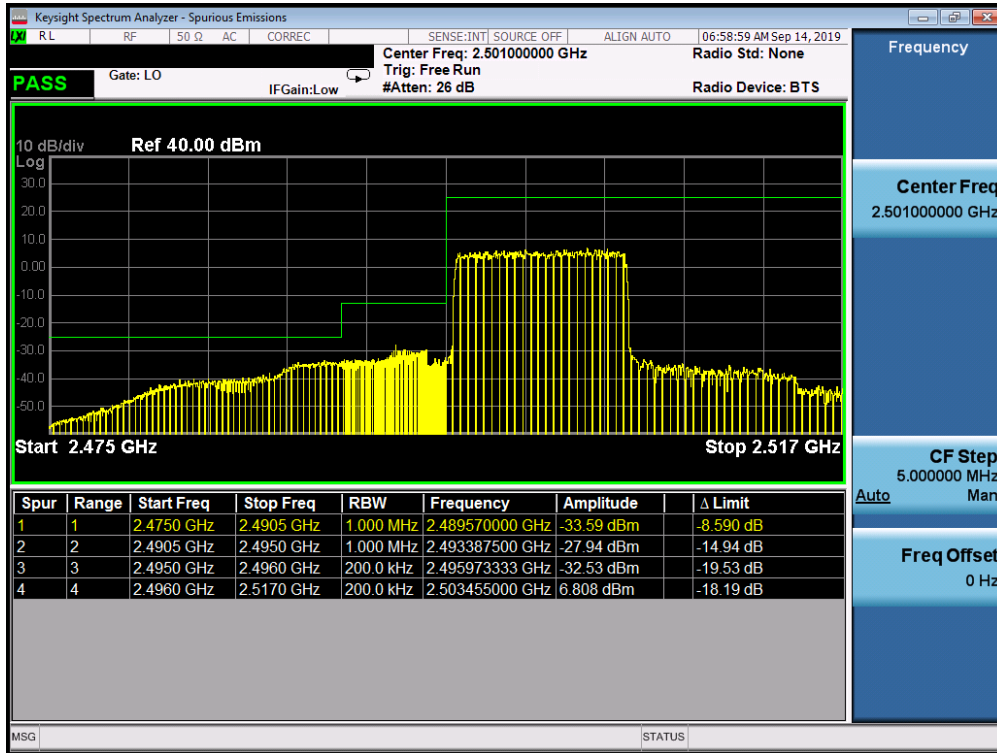 Keysight Spectrum Analyzer - Spurious Emissions
LXI RL RF 50 Ω AC CORREC SENSE:INT SOURCE OFF ALIGN AUTO 06:58:59 AM Sep 14, 2019
Frequency
Center Freq: 2.501000000 GHz Radio Std: None
PASS Gate: LO Trig: Free Run
IFGain:Low #Atten: 26 dB Radio Device: BTS
10 dB/div Ref 40.00 dBm
Log
30.0
20.0
10.0
0.00
-10.0
-20.0
-30.0
-40.0
-50.0
Start 2.475 GHz Stop 2.517 GHz
Spur Range Start Freq Stop Freq RBW Frequency Amplitude Δ Limit
1 1 2.4750 GHz 2.4905 GHz 1.000 MHz 2.489570000 GHz -33.59 dBm -8.590 dB
2 2 2.4905 GHz 2.4950 GHz 1.000 MHz 2.493387500 GHz -27.94 dBm -14.94 dB
3 3 2.4950 GHz 2.4960 GHz 200.0 kHz 2.495973333 GHz -32.53 dBm -19.53 dB
4 4 2.4960 GHz 2.5170 GHz 200.0 kHz 2.503455000 GHz 6.808 dBm -18.19 dB
Center Freq
2.501000000 GHz
CF Step
5.000000 MHz
Auto Man
Freq Offset
0 Hz
MSG STATUS